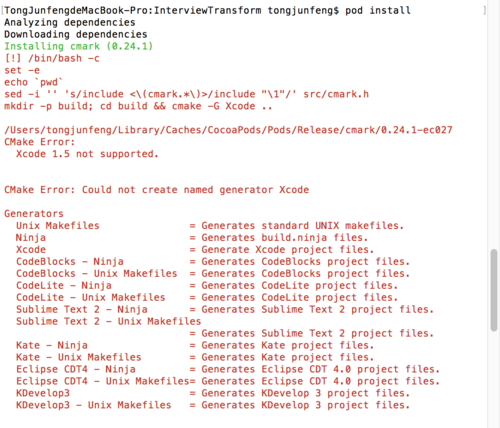 [TongJunfengdeMacBook-Pro:InterviewTransform tongjunfeng$ pod install ]
Analyzing dependencies
Downloading dependencies
Installing cmark (0.24.1)
[!] /bin/bash -c
set -e
echo `pwd`
sed -i '' 's/include <\(cmark.*\)>/include "\1"/' src/cmark.h
mkdir -p build; cd build && cmake -G Xcode ..
/Users/tongjunfeng/Library/Caches/CocoaPods/Pods/Release/cmark/0.24.1-ec027
CMake Error:
  Xcode 1.5 not supported.
CMake Error: Could not create named generator Xcode
Generators
  Unix Makefiles = Generates standard UNIX makefiles.
  Ninja = Generates build.ninja files.
  Xcode = Generate Xcode project files.
  CodeBlocks - Ninja = Generates CodeBlocks project files.
  CodeBlocks - Unix Makefiles = Generates CodeBlocks project files.
  CodeLite - Ninja = Generates CodeLite project files.
  CodeLite - Unix Makefiles = Generates CodeLite project files.
  Sublime Text 2 - Ninja = Generates Sublime Text 2 project files.
  Sublime Text 2 - Unix Makefiles
  = Generates Sublime Text 2 project files.
  Kate - Ninja = Generates Kate project files.
  Kate - Unix Makefiles = Generates Kate project files.
  Eclipse CDT4 - Ninja = Generates Eclipse CDT 4.0 project files.
  Eclipse CDT4 - Unix Makefiles= Generates Eclipse CDT 4.0 project files.
  KDevelop3 = Generates KDevelop 3 project files.
  KDevelop3 - Unix Makefiles = Generates KDevelop 3 project files.